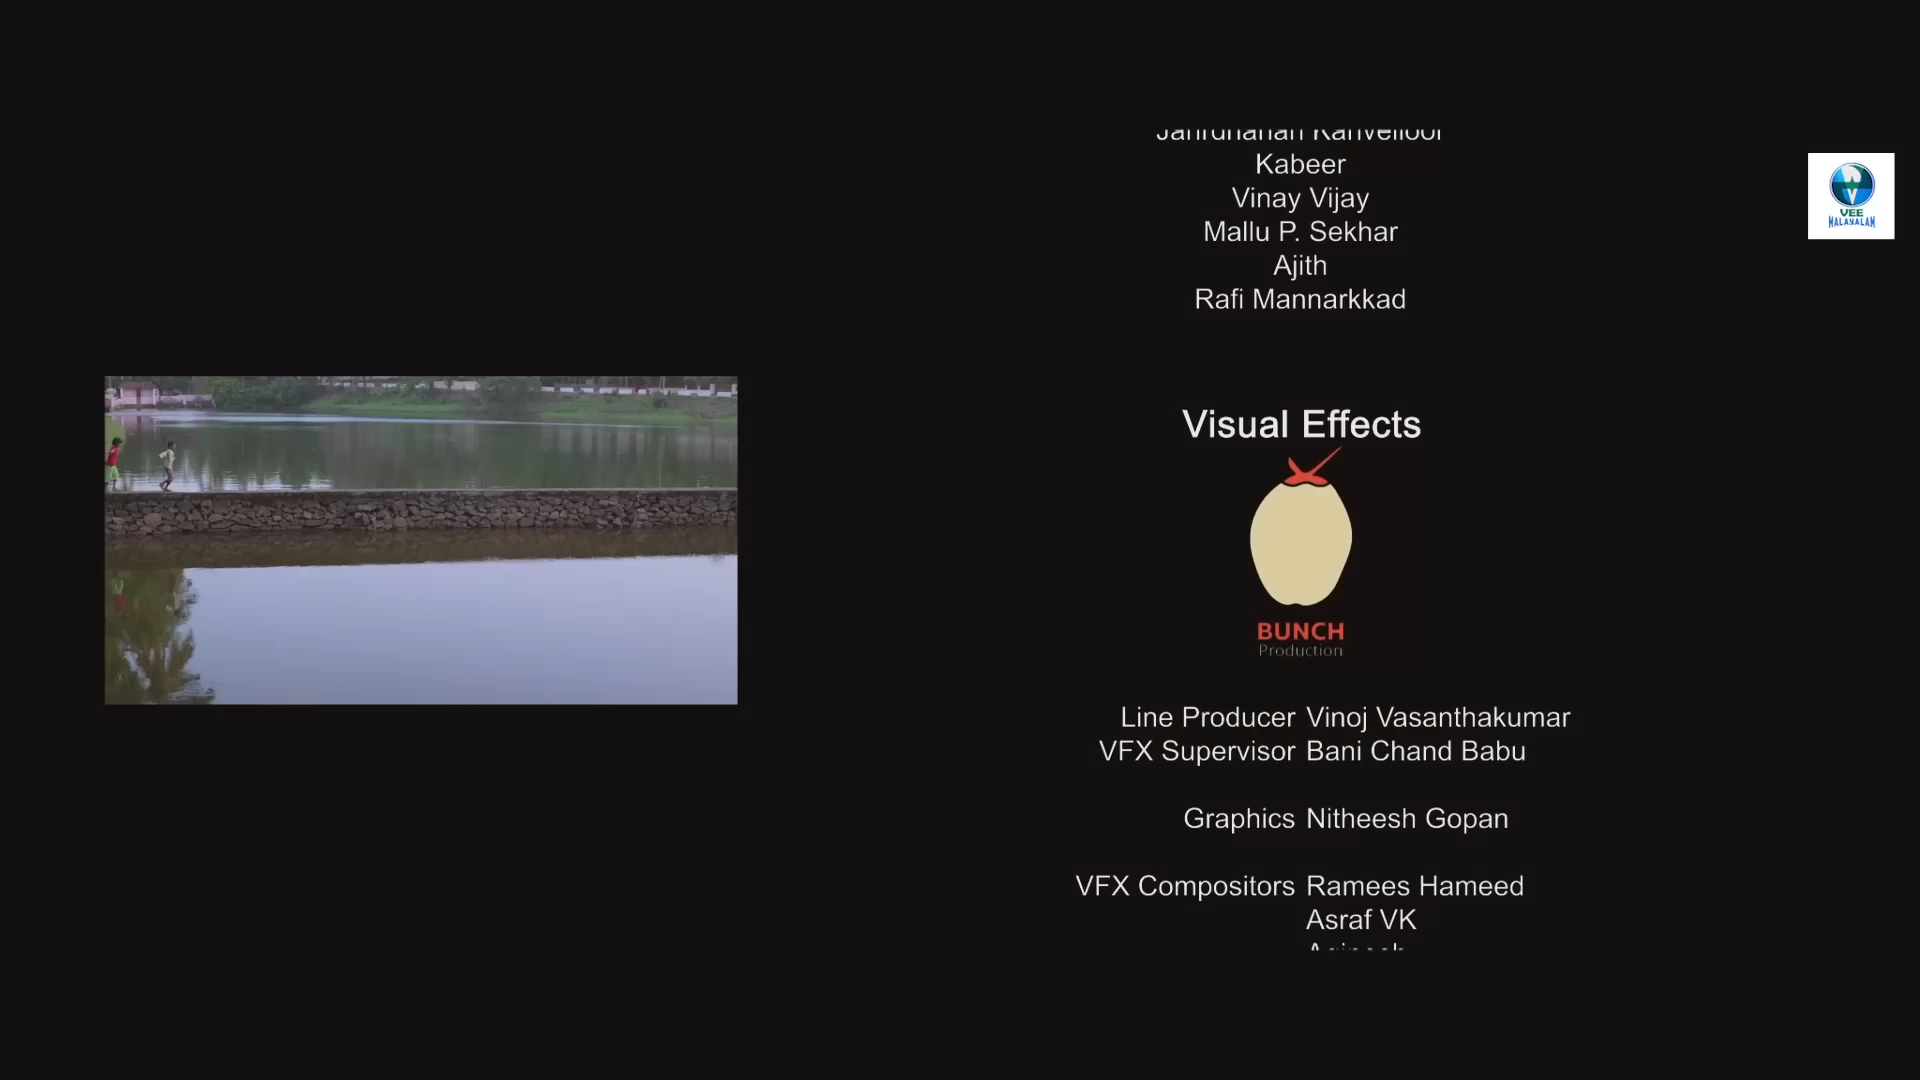 Kabeer
Vinay Vijay
Mallu P. Sekhar
Ajith
Rafi Mannarkkad
VEE
MALAYALAM
Visual Effects
BUNCH
Production
Line Producer Vinoj Vasanthakumar
VFX Supervisor Bani Chand Babu
Graphics Nitheesh Gopan
VFX Compositors Ramees Hameed
Asraf VK